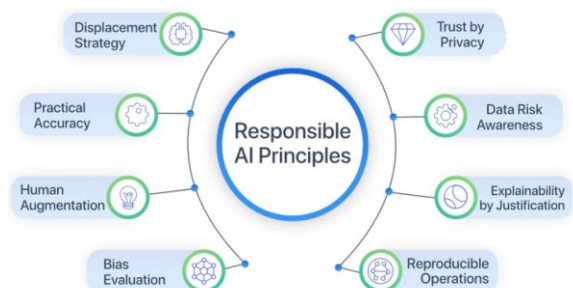 Displacement
Strategy
Practical
Accuracy
Human
Augmentation
Bias
Evaluation
Responsible
AI Principles
Trust by
Privacy
Data Risk
Awareness
Explainability
by Justification
Reproducible
Operations